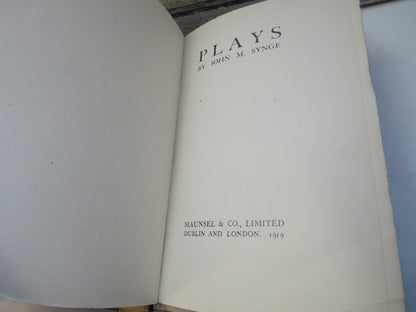 PLAYS
BY JOHN M. SYNGE
MAUNSEL & CO., LIMITED
DUBLIN AND LONDON. 1919